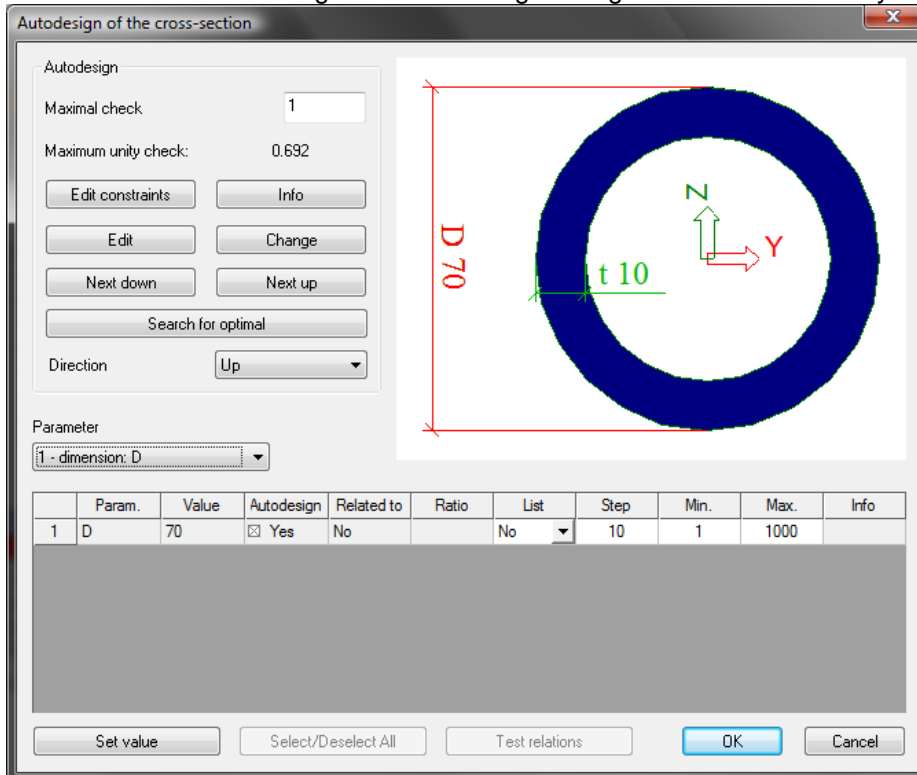 Autodesign of the cross-section
Autodesign
Maximal check 1
Maximum unity check: 0.692
Edit constraints Info
Edit Change
Next down Next up
Search for optimal
Direction Up
D 70
t 10
Z
Y
Parameter
1 - dimension: D
Param. Value Autodesign Related to Ratio List Step Min. Max. Info
1 D 70 Yes No No 10 1 1000
Set value Select/Deselect All Test relations OK Cancel